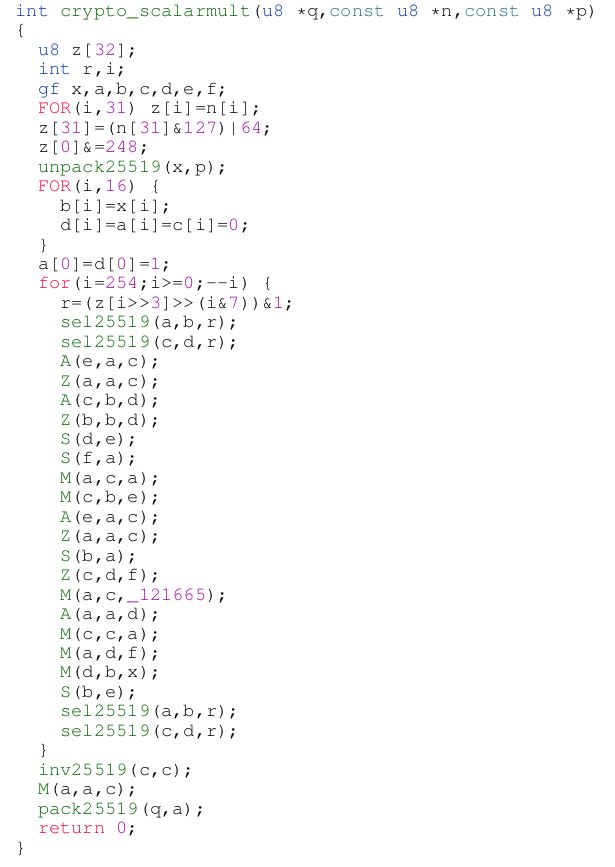 int crypto_scalarmult(u8 *q,const u8 *n,const u8 *p)
{
  u8 z[32];
  int r,i;
  gf x,a,b,c,d,e,f;
  FOR(i,31) z[i]=n[i];
  z[31]=(n[31]&127)|64;
  z[0]&=248;
  unpack25519(x,p);
  FOR(i,16) {
    b[i]=x[i];
    d[i]=a[i]=c[i]=0;
  }
  a[0]=d[0]=1;
  for(i=254;i>=0;--i) {
    r=(z[i>>3]>>(i&7))&1;
    sel25519(a,b,r);
    sel25519(c,d,r);
    A(e,a,c);
    Z(a,a,c);
    A(c,b,d);
    Z(b,b,d);
    S(d,e);
    S(f,a);
    M(a,c,a);
    M(c,b,e);
    A(e,a,c);
    Z(a,a,c);
    S(b,a);
    Z(c,d,f);
    M(a,c,_121665);
    A(a,a,d);
    M(c,c,a);
    M(a,d,f);
    M(d,b,x);
    S(b,e);
    sel25519(a,b,r);
    sel25519(c,d,r);
  }
  inv25519(c,c);
  M(a,a,c);
  pack25519(q,a);
  return 0;
}